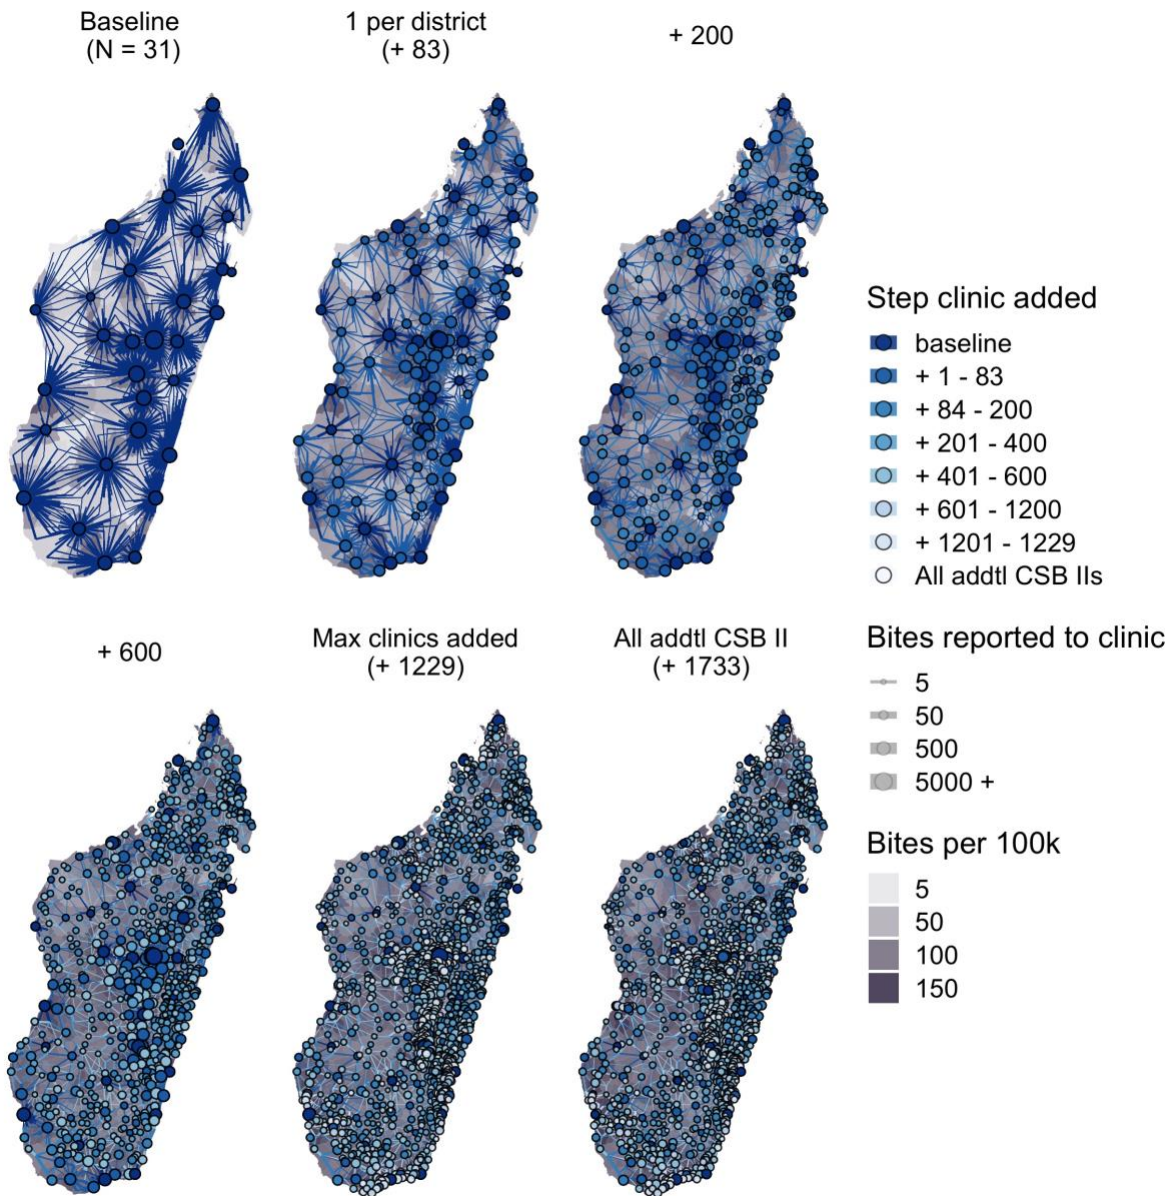 Baseline
(N = 31)
1 per district
(+ 83)
+ 200
Step clinic added
baseline
+ 1 - 83
+ 84 - 200
+ 201 - 400
+ 401 - 600
+ 601 - 1200
+ 1201 - 1229
All addtl CSB IIs
+ 600
Max clinics added
(+ 1229)
All addtl CSB II
(+ 1733)
Bites reported to clinic
5
50
500
5000 +
Bites per 100k
5
50
100
150